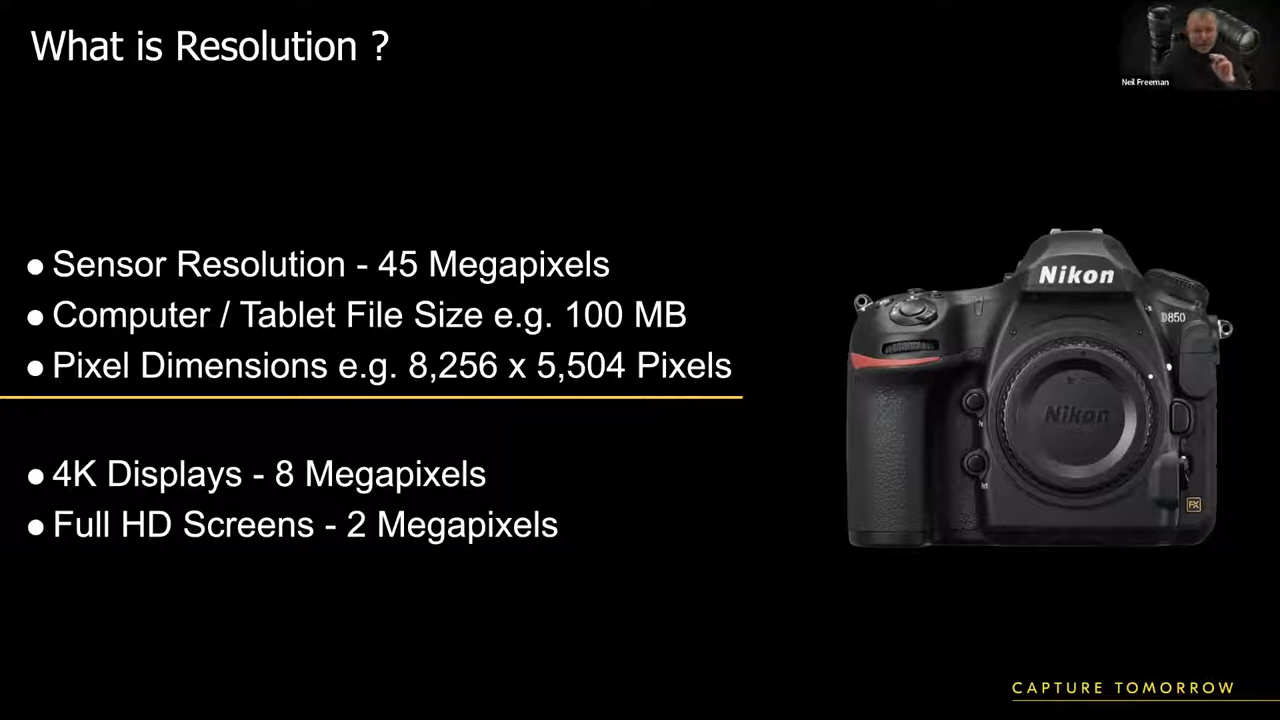 What is Resolution ?
Neil Freeman
● Sensor Resolution - 45 Megapixels
● Computer / Tablet File Size e.g. 100 MB
● Pixel Dimensions e.g. 8,256 x 5,504 Pixels
● 4K Displays - 8 Megapixels
● Full HD Screens - 2 Megapixels
Nikon
D850
Nikon
FX
CAPTURE TOMORROW